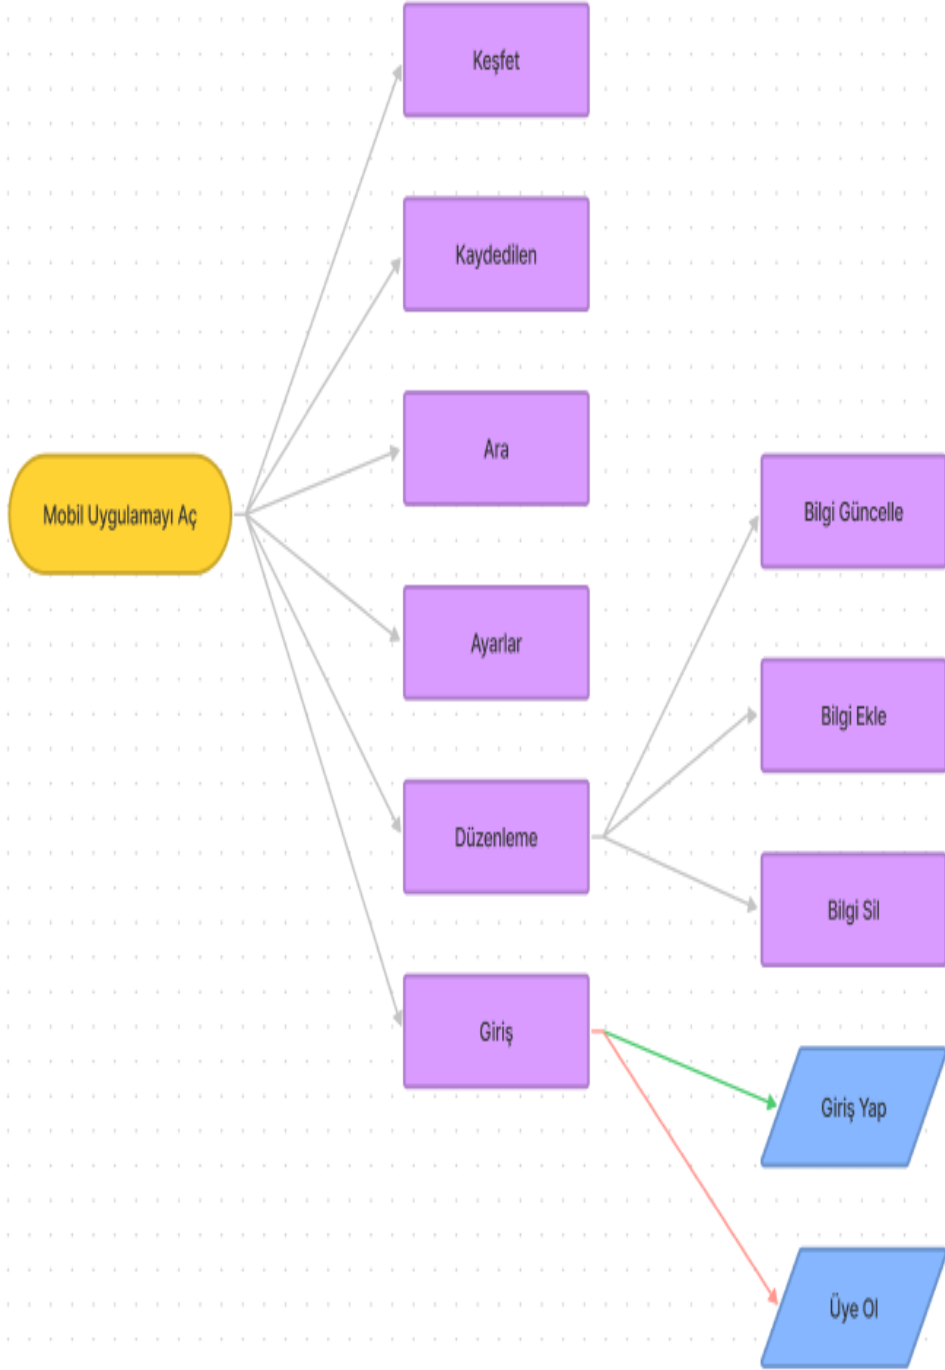 Keşfet
Kaydedilen
Ara
Mobil Uygulamayı Aç
Bilgi Güncelle
Ayarlar
Bilgi Ekle
Düzenleme
Bilgi Sil
Giriş
Giriş Yap
Üye Ol